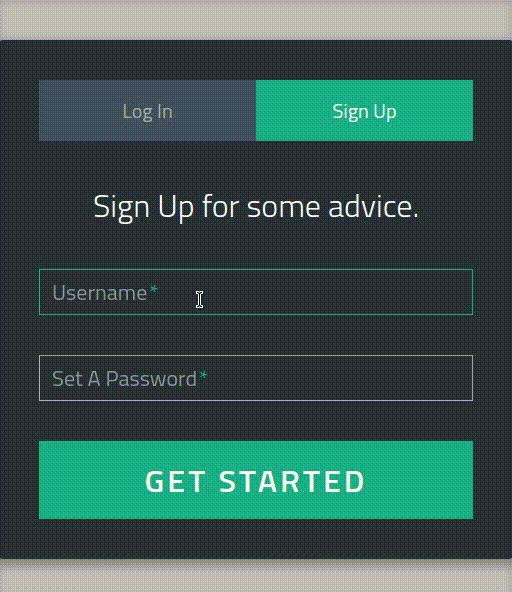 Log In
Sign Up
Sign Up for some advice.
Username*
Set A Password*
GET STARTED